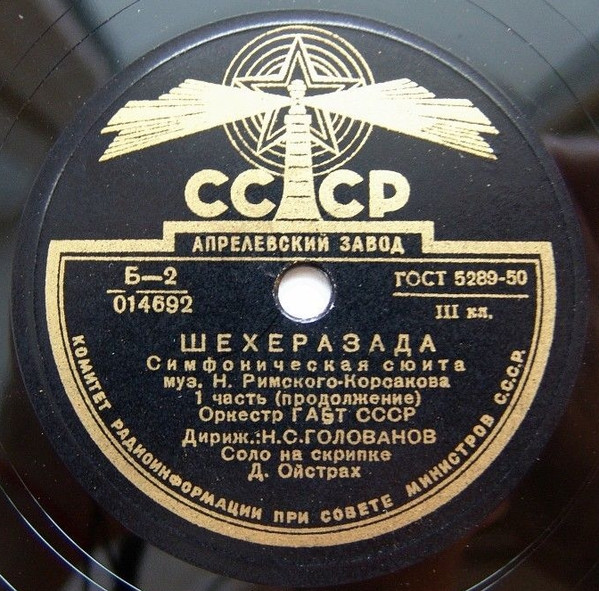 СССР
АПРЕЛЕВСКИЙ ЗАВОД
Б—2
014692
ГОСТ 5289-50
III кл.
ШЕХЕРАЗАДА
Симфоническая сюита
муз. Н. Римского-Корсакова
1 часть (продолжение)
Оркестр ГАБТ СССР
Дириж.: Н.С.ГОЛОВАНОВ
Соло на скрипке
Д. Ойстрах
КОМИТЕТ РАДИОИНФОРМАЦИИ ПРИ СОВЕТЕ МИНИСТРОВ С.С.С.Р.